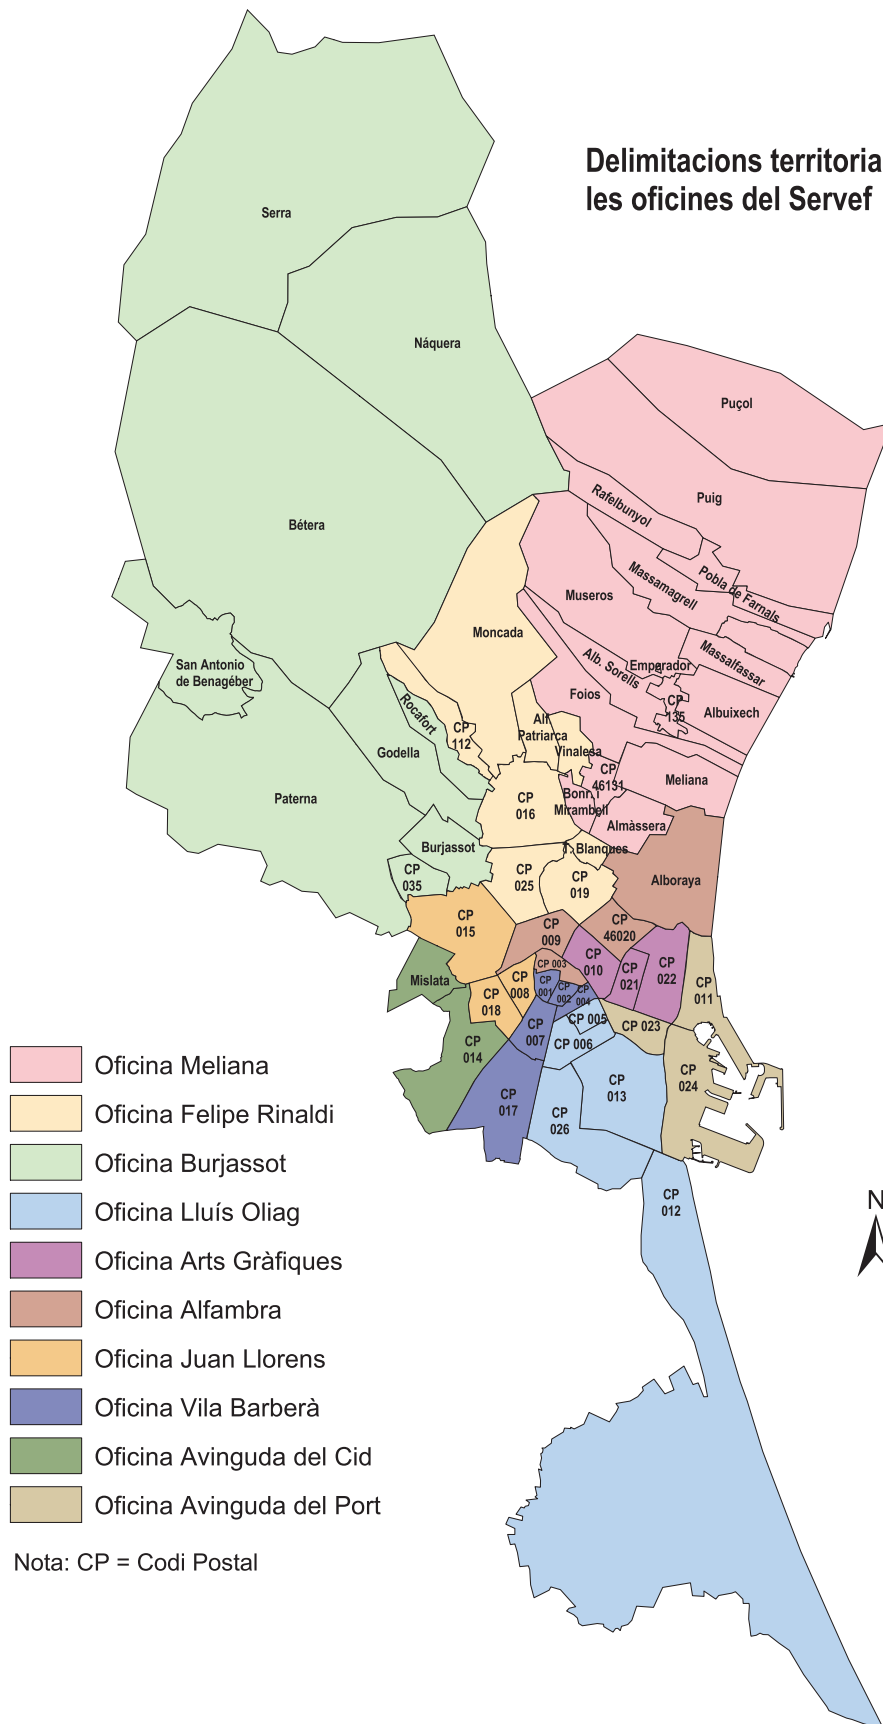 Delimitacions territoria
les oficines del Servef
Serra
Náquera
Puçol
Puig
Rafelbunyol
Bétera
Pobla de Farnals
Massamagrell
Museros
Moncada
Massalfassar
San Antonio
de Benagéber
Emperador
Alb. Sorells
Foios
Rocafort
CP
135
Albuixech
Alf.
Patriarca
CP
112
Vinalesa
Godella
CP
46131
Meliana
Paterna
CP
016
Bonr. i
Mirambell
Almàssera
Burjassot
T. Blanques
CP
035
CP
025
CP
019
Alboraya
CP
015
CP
009
CP
46020
CP 003
CP
010
CP
021
CP
022
Mislata
CP
008
CP
001
CP
002
CP
004
CP
011
CP
018
CP 005
CP
007
CP 023
CP
014
CP 006
CP
024
CP
013
CP
017
CP
026
CP
012
N
Oficina Meliana
Oficina Felipe Rinaldi
Oficina Burjassot
Oficina Lluís Oliag
Oficina Arts Gràfiques
Oficina Alfambra
Oficina Juan Llorens
Oficina Vila Barberà
Oficina Avinguda del Cid
Oficina Avinguda del Port
Nota: CP = Codi Postal